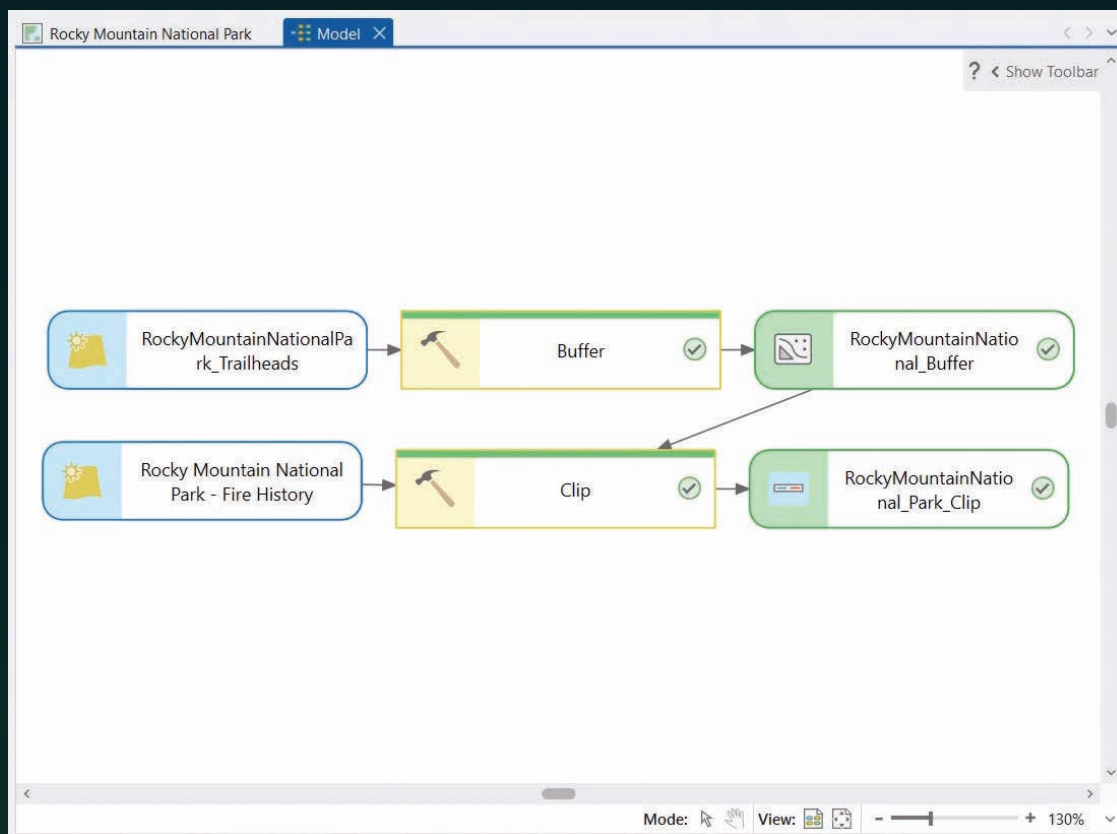 Rocky Mountain National Park
Model
? < Show Toolbar
RockyMountainNationalPa
rk_Trailheads
Buffer
RockyMountainNatio
nal_Buffer
Rocky Mountain National
Park - Fire History
Clip
RockyMountainNatio
nal_Park_Clip
Mode: View: - + 130%